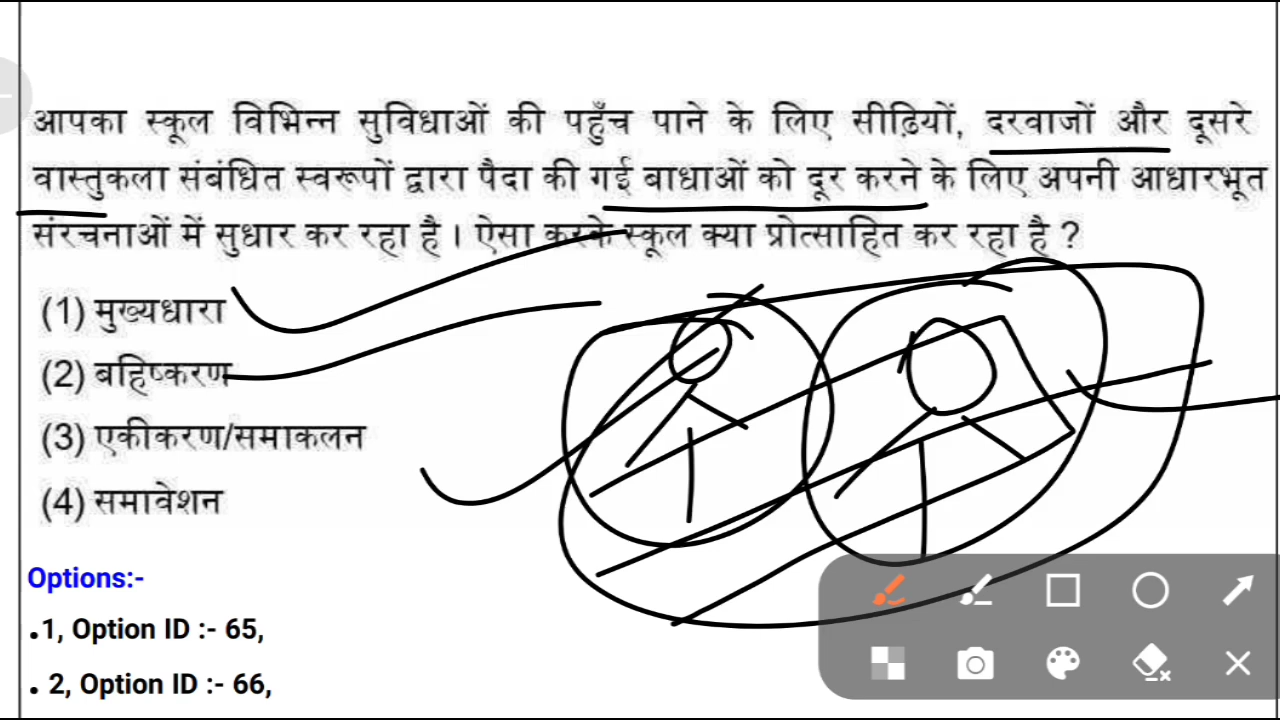 आपका स्कूल विभिन्न सुविधाओं की पहुँच पाने के लिए सीढ़ियों, दरवाजों और दूसरे
वास्तुकला संबंधित स्वरूपों द्वारा पैदा की गई बाधाओं को दूर करने के लिए अपनी आधारभूत
संरचनाओं में सुधार कर रहा है । ऐसा करके स्कूल क्या प्रोत्साहित कर रहा है ?
(1) मुख्यधारा
(2) बहिष्करण
(3) एकीकरण/समाकलन
(4) समावेशन
Options:-
.1, Option ID :- 65,
. 2, Option ID :- 66,